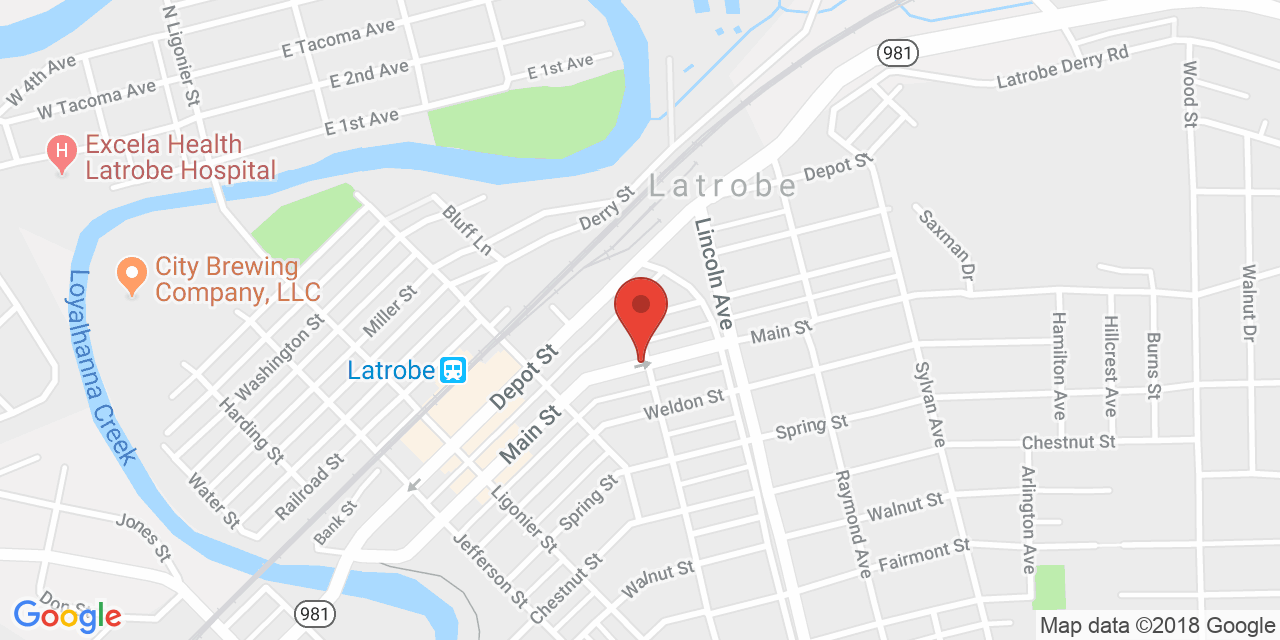 N Ligonier St
E Tacoma Ave
W 4th Ave
E 2nd Ave
E 1st Ave
W Tacoma Ave
E 1st Ave
981
Latrobe Derry Rd
Wood St
H
Excela Health
Latrobe Hospital
Depot St
Latrobe
Derry St
Bluff Ln
Lincoln Ave
Saxman Dr
City Brewing
Company, LLC
Loyalhanna Creek
Miller St
Washington St
Main St
Walnut Dr
Hamilton Ave
Hillcrest Ave
Burns St
Latrobe
Depot St
Sylvan Ave
Weldon St
Harding St
Main St
Spring St
Chestnut St
Water St
Railroad St
Spring St
Raymond Ave
Walnut St
Arlington Ave
Jones St
Bank St
Ligonier St
Jefferson St
Chestnut St
Walnut St
Fairmont St
Don St
981
Google
Map data ©2018 Google